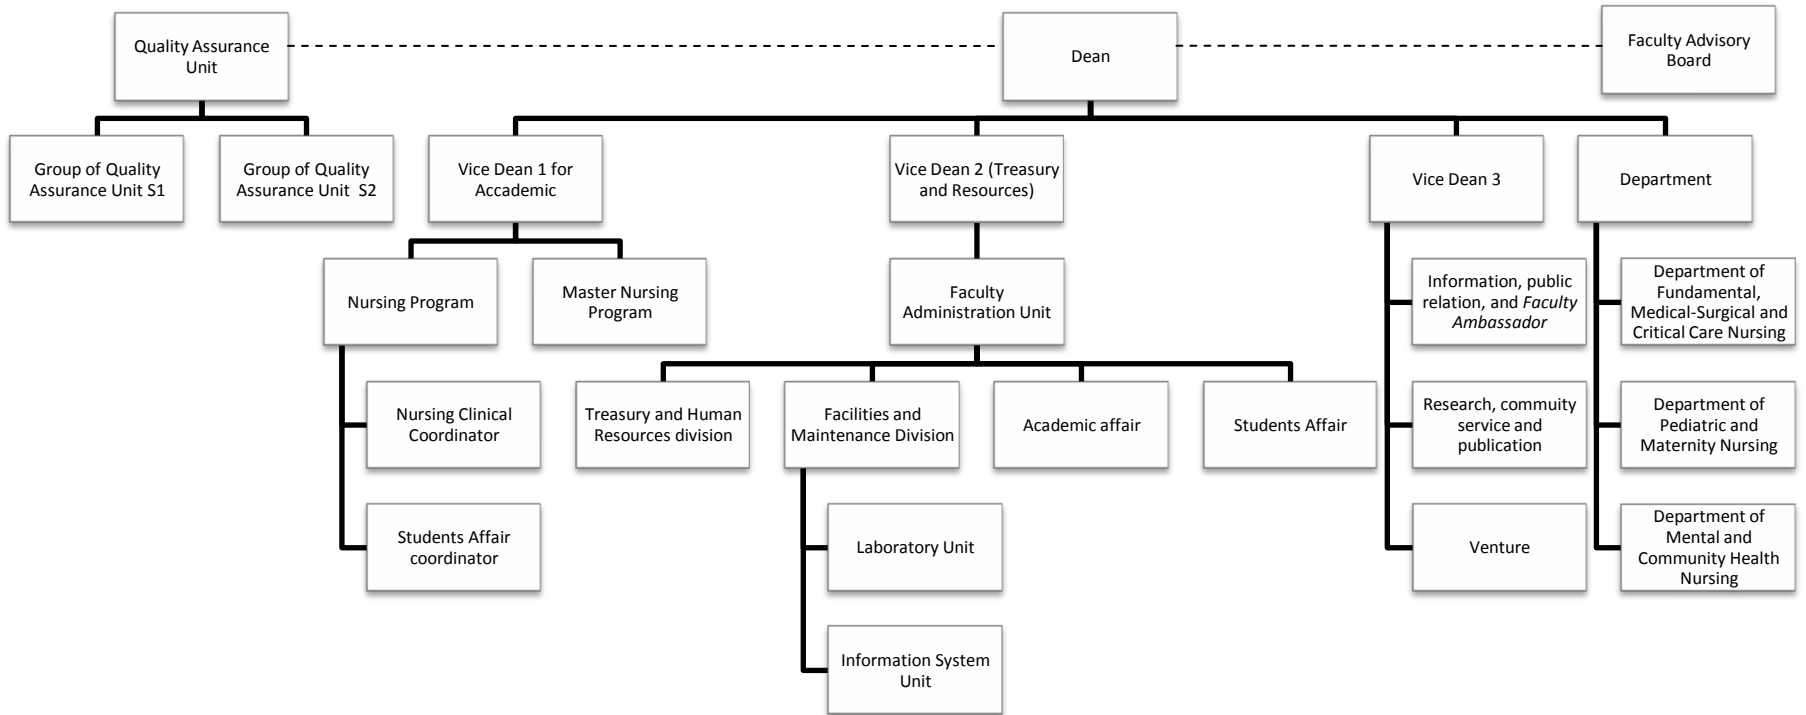 Quality Assurance
Unit
Dean
Faculty Advisory
Board
Group of Quality
Assurance Unit S1
Group of Quality
Assurance Unit S2
Vice Dean 1 for
Accademic
Vice Dean 2 (Treasury
and Resources)
Vice Dean 3
Department
Nursing Program
Master Nursing
Program
Faculty
Administration Unit
Information, public
relation, and Faculty
Ambassador
Department of
Fundamental,
Medical-Surgical and
Critical Care Nursing
Nursing Clinical
Coordinator
Treasury and Human
Resources division
Facilities and
Maintenance Division
Academic affair
Students Affair
Research, commuity
service and
publication
Department of
Pediatric and
Maternity Nursing
Students Affair
coordinator
Laboratory Unit
Venture
Department of
Mental and
Community Health
Nursing
Information System
Unit